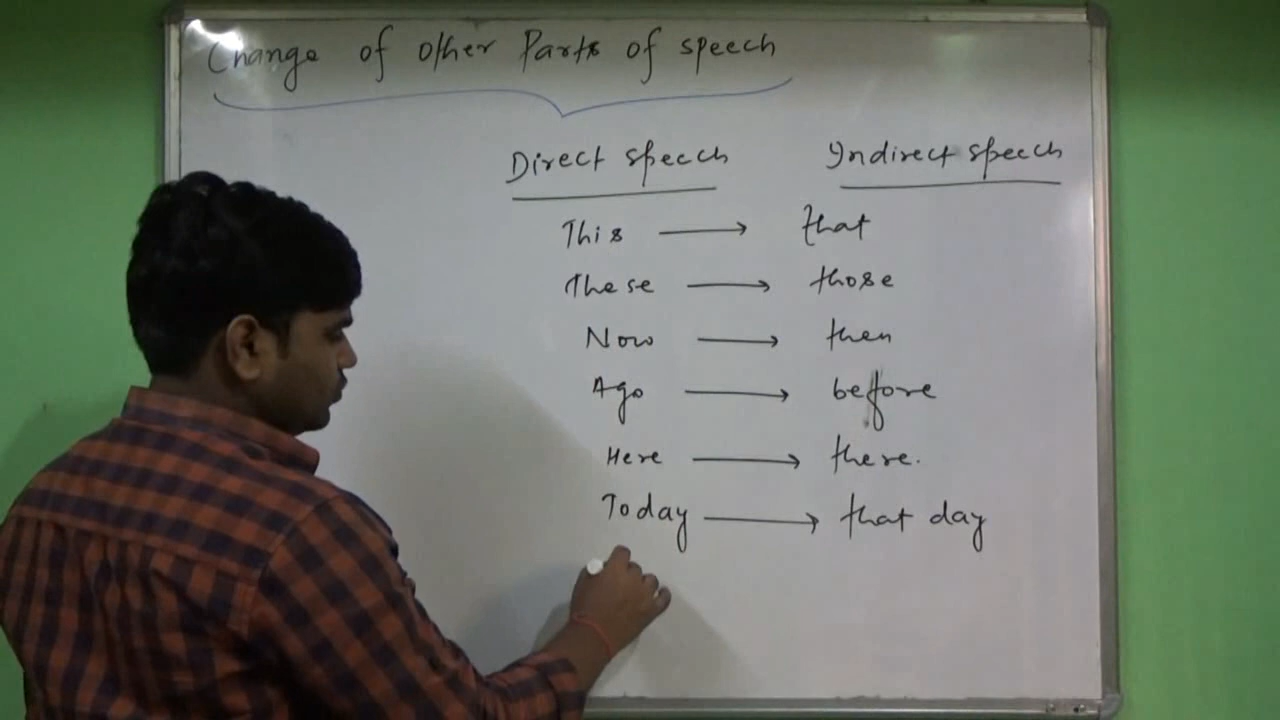 Change of other Parts of speech
Direct speech Indirect speech
This → that
These → those
Now → then
Ago → before
Here → there.
Today → that day